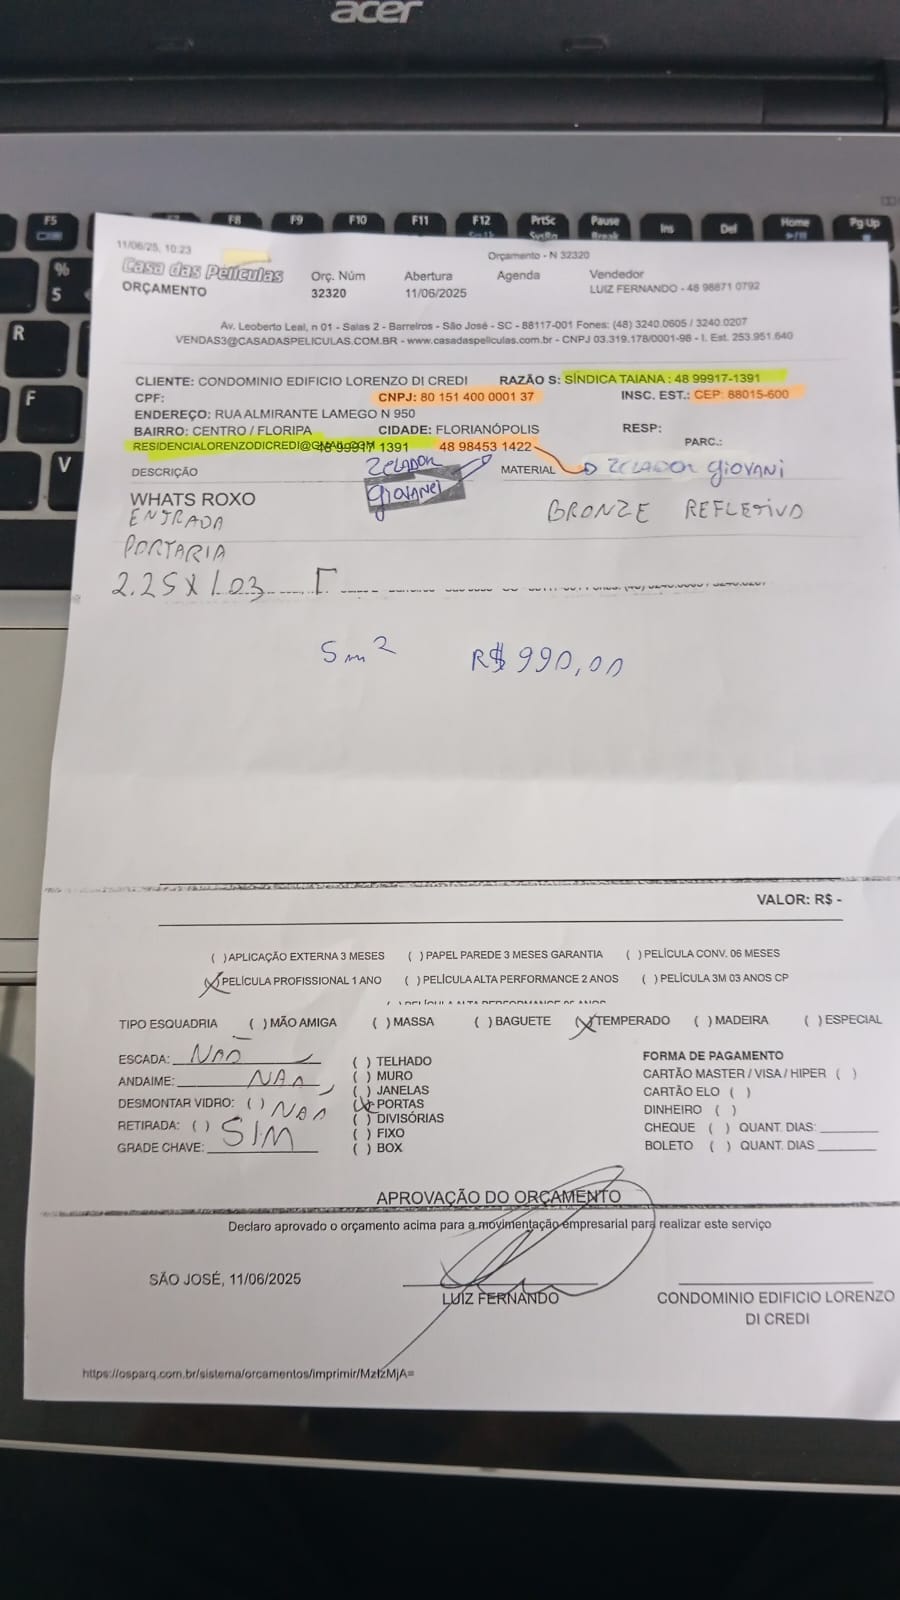 acer
F5 F8 F9 F10 F11 F12 PrtSc SysRq Pause Break Ins Del Home PgUp
%
5
R
F
V
11/06/25, 10:23
Orçamento - N 32320
Casa das Películas
ORÇAMENTO
Orç. Núm
32320
Abertura
11/06/2025
Agenda
Vendedor
LUIZ FERNANDO - 48 98871 0792
Av. Leoberto Leal, n 01 - Salas 2 - Barreiros - São José - SC - 88117-001 Fones: (48) 3240.0605 / 3240.0207
VENDAS3@CASADASPELICULAS.COM.BR - www.casadaspeliculas.com.br - CNPJ 03.319.178/0001-98 - I. Est. 253.951.640
CLIENTE: CONDOMINIO EDIFICIO LORENZO DI CREDI RAZÃO S: SÍNDICA TAIANA : 48 99917-1391
CPF: CNPJ: 80 151 400 0001 37 INSC. EST.: CEP: 88015-600
ENDEREÇO: RUA ALMIRANTE LAMEGO N 950
BAIRRO: CENTRO / FLORIPA CIDADE: FLORIANÓPOLIS RESP:
RESIDENCIALORENZODICREDI@GMAIL.COM 48 99917 1391 48 98453 1422 PARC.:
DESCRIÇÃO ZELADOR GIOVANEI MATERIAL ZELADOR GIOVANI
WHATS ROXO
ENTRADA BRONZE REFLETIVO
PORTARIA
2.25 X 1.03
5m² R$ 990,00
VALOR: R$ -
( )APLICAÇÃO EXTERNA 3 MESES ( ) PAPEL PAREDE 3 MESES GARANTIA ( )PELÍCULA CONV. 06 MESES
(X)PELÍCULA PROFISSIONAL 1 ANO ( )PELÍCULA ALTA PERFORMANCE 2 ANOS ( )PELÍCULA 3M 03 ANOS CP
TIPO ESQUADRIA ( )MÃO AMIGA ( )MASSA ( )BAGUETE (X)TEMPERADO ( )MADEIRA ( )ESPECIAL
ESCADA: NAO
ANDAIME: NAO
DESMONTAR VIDRO: ( ) NAO
RETIRADA: ( ) SIM
GRADE CHAVE:
( ) TELHADO
( ) MURO
( )JANELAS
(X)PORTAS
( )DIVISÓRIAS
( )FIXO
( )BOX
FORMA DE PAGAMENTO
CARTÃO MASTER / VISA / HIPER ( )
CARTÃO ELO ( )
DINHEIRO ( )
CHEQUE ( ) QUANT. DIAS:
BOLETO ( ) QUANT. DIAS
APROVAÇÃO DO ORÇAMENTO
Declaro aprovado o orçamento acima para a movimentação empresarial para realizar este serviço
SÃO JOSÉ, 11/06/2025
LUIZ FERNANDO
CONDOMINIO EDIFICIO LORENZO
DI CREDI
https://osparq.com.br/sistema/orcamentos/imprimir/MzIzMjA=